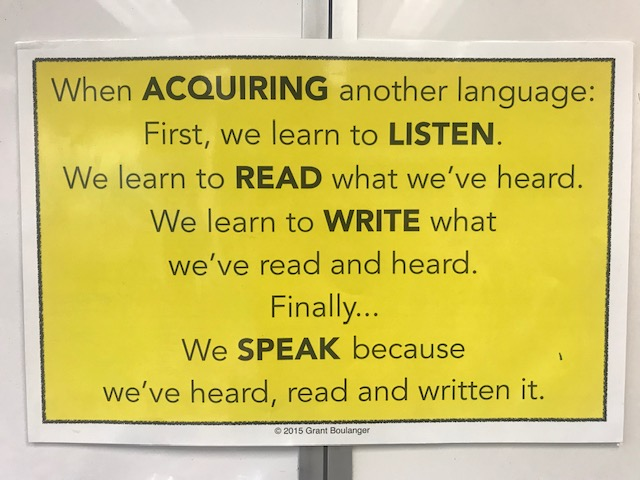 When ACQUIRING another language:
First, we learn to LISTEN.
We learn to READ what we've heard.
We learn to WRITE what
we've read and heard.
Finally...
We SPEAK because
we've heard, read and written it.
© 2015 Grant Boulanger